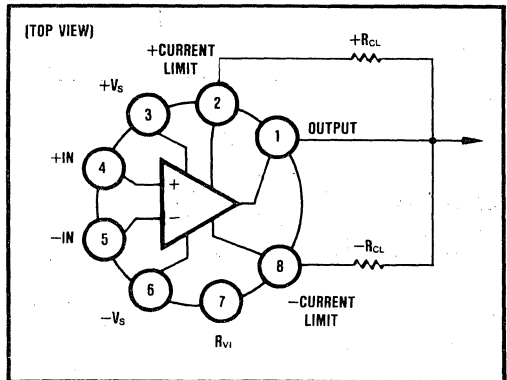 (TOP VIEW)
+CURRENT
LIMIT
+RCL
+VS
3
2
1
OUTPUT
+IN
4
+
−
−IN
5
6
7
8
−RCL
−VS
−CURRENT
LIMIT
RVI